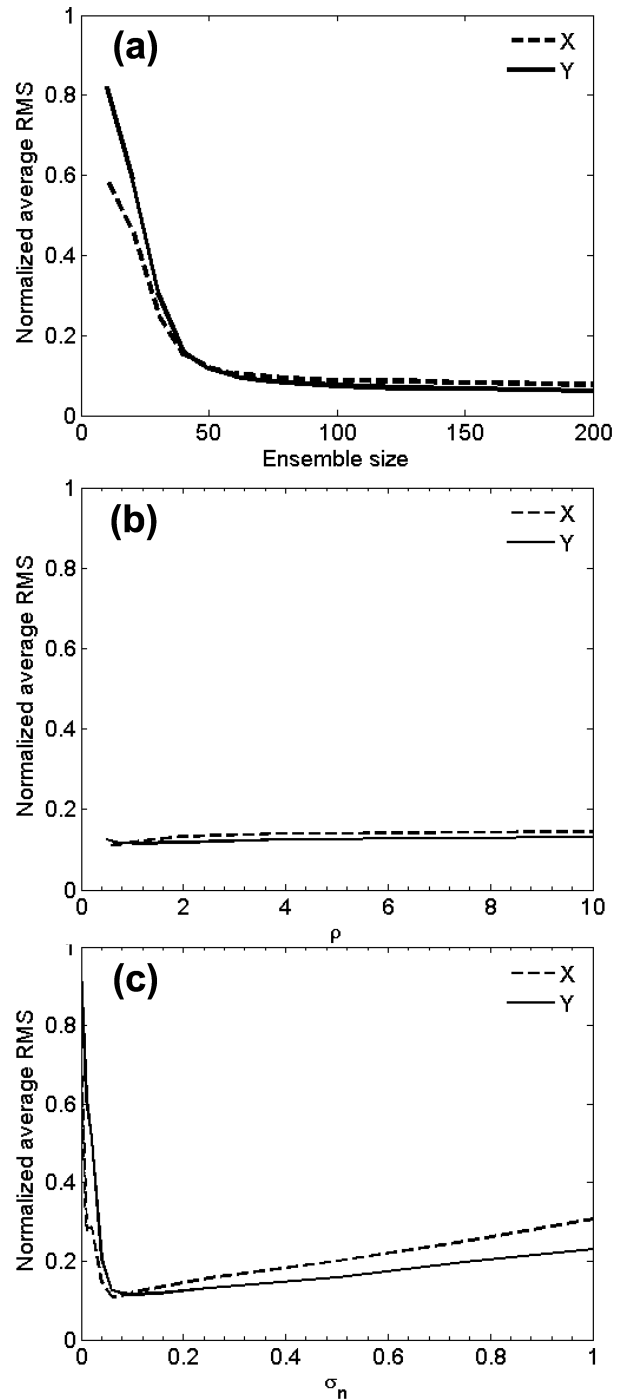 (a)
X
Y
1
0.8
0.6
0.4
0.2
0
Normalized average RMS
0 50 100 150 200
Ensemble size
(b)
X
Y
1
0.8
0.6
0.4
0.2
0
Normalized average RMS
0 2 4 6 8 10
ρ
(c)
X
Y
1
0.8
0.6
0.4
0.2
0
Normalized average RMS
0 0.2 0.4 0.6 0.8 1
σn